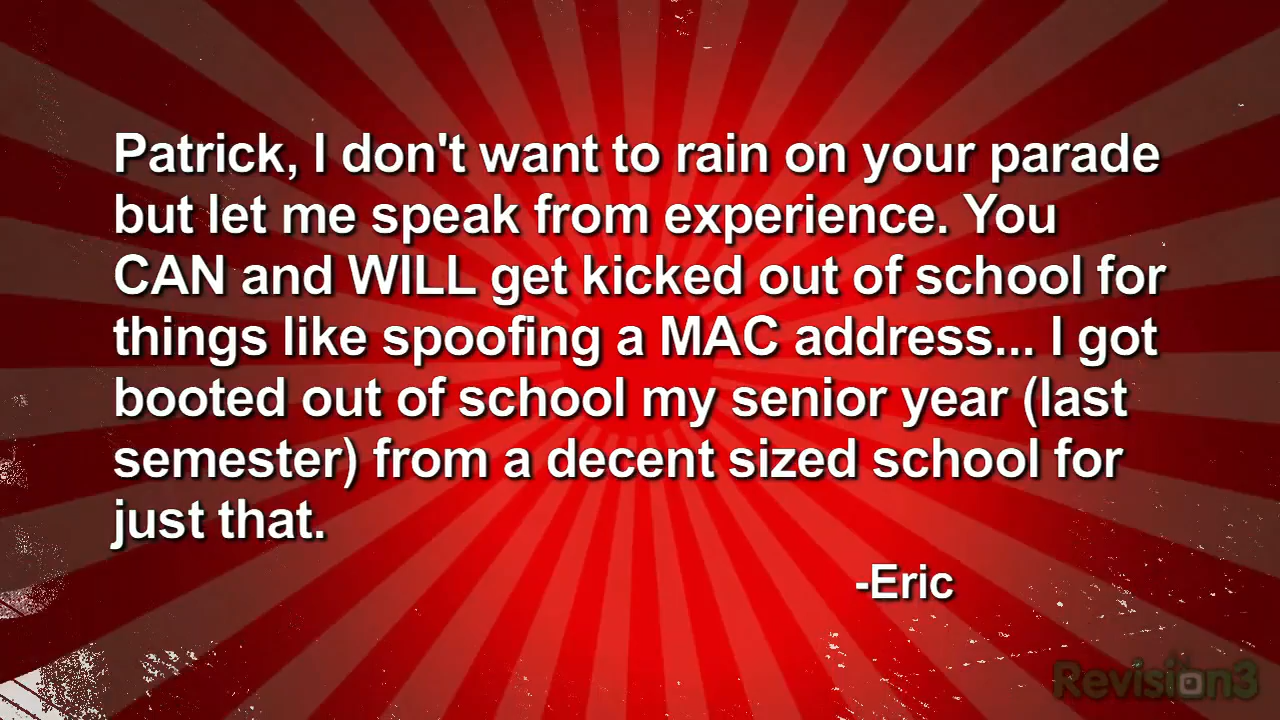 Patrick, I don't want to rain on your parade
but let me speak from experience. You
CAN and WILL get kicked out of school for
things like spoofing a MAC address... I got
booted out of school my senior year (last
semester) from a decent sized school for
just that.
-Eric
Revision3